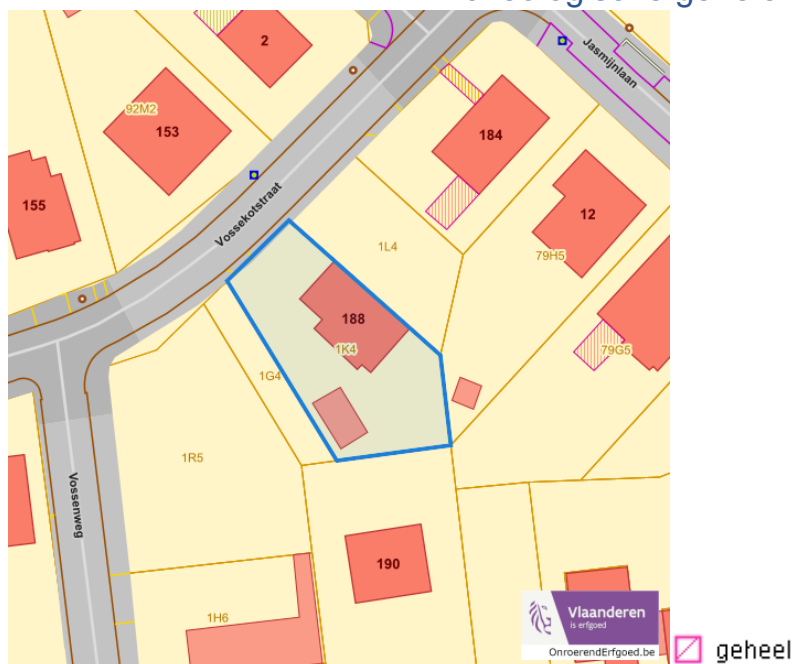 2
Jasmijnlaan
92M2
153
184
155
12
Vossekotstraat
1L4
79H5
188
1K4
79G5
1G4
1R5
Vossenweg
190
1H6
Vlaanderen
is erfgoed
OnroerendErfgoed.be
geheel